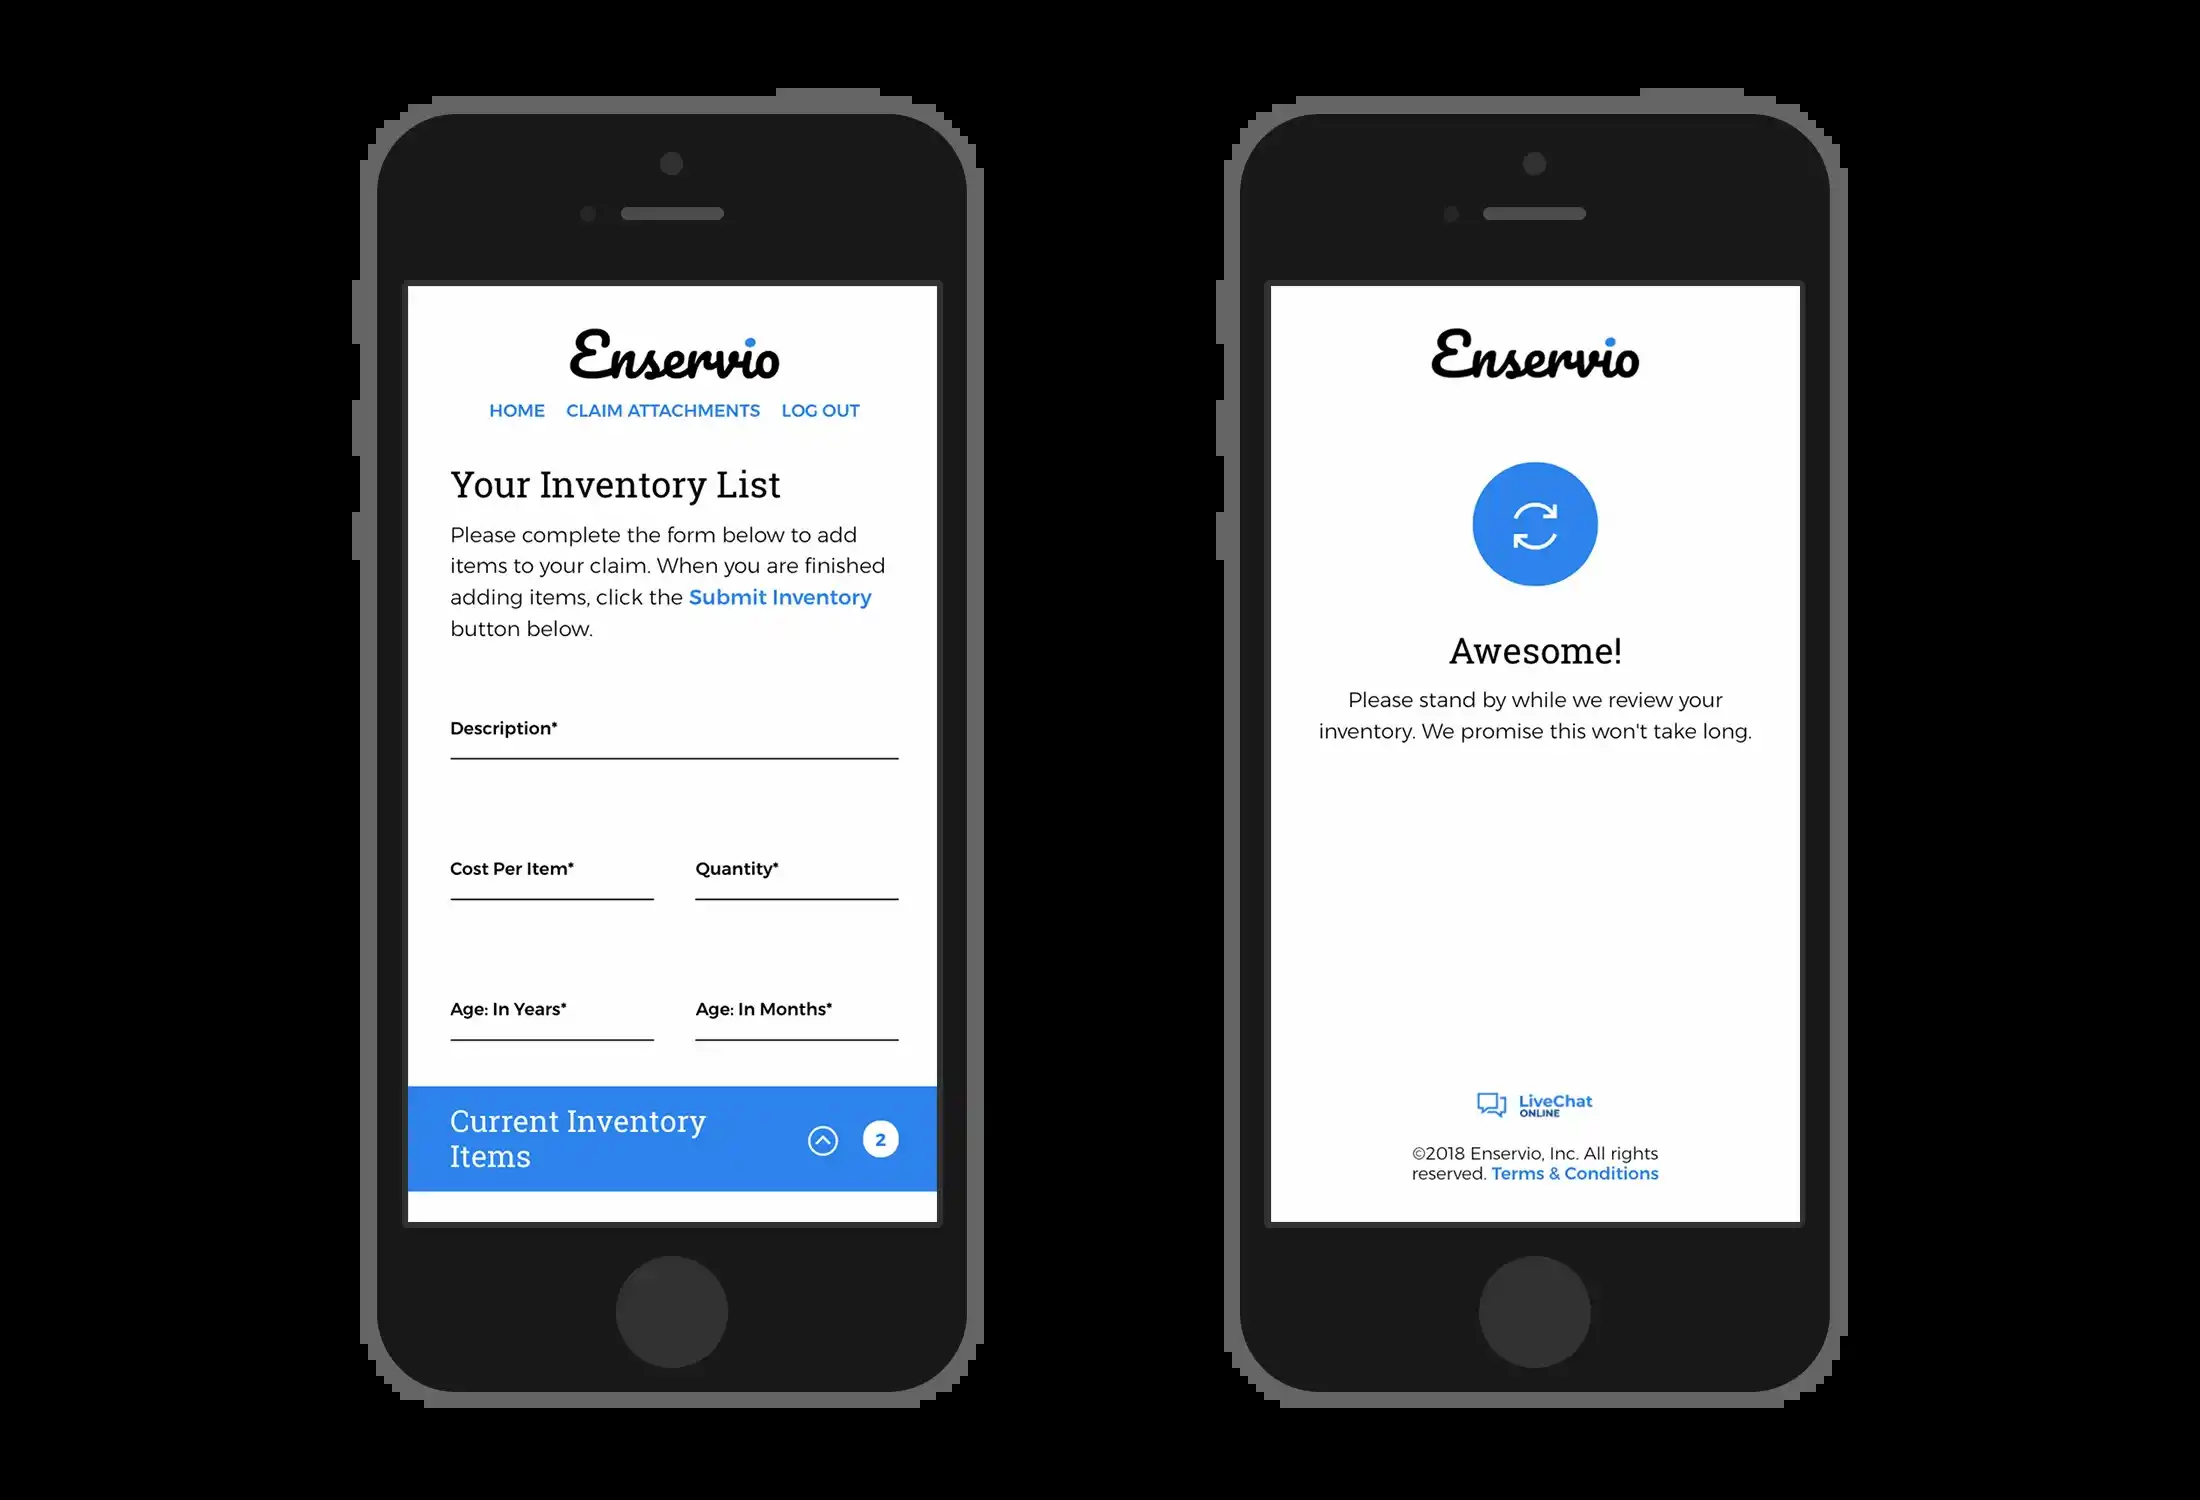 Enservio
HOME CLAIM ATTACHMENTS LOG OUT
Your Inventory List
Please complete the form below to add
items to your claim. When you are finished
adding items, click the Submit Inventory
button below.
Description*
Cost Per Item* Quantity*
Age: In Years* Age: In Months*
Current Inventory
Items
2
Enservio
Awesome!
Please stand by while we review your
inventory. We promise this won't take long.
LiveChat
ONLINE
©2018 Enservio, Inc. All rights
reserved. Terms & Conditions